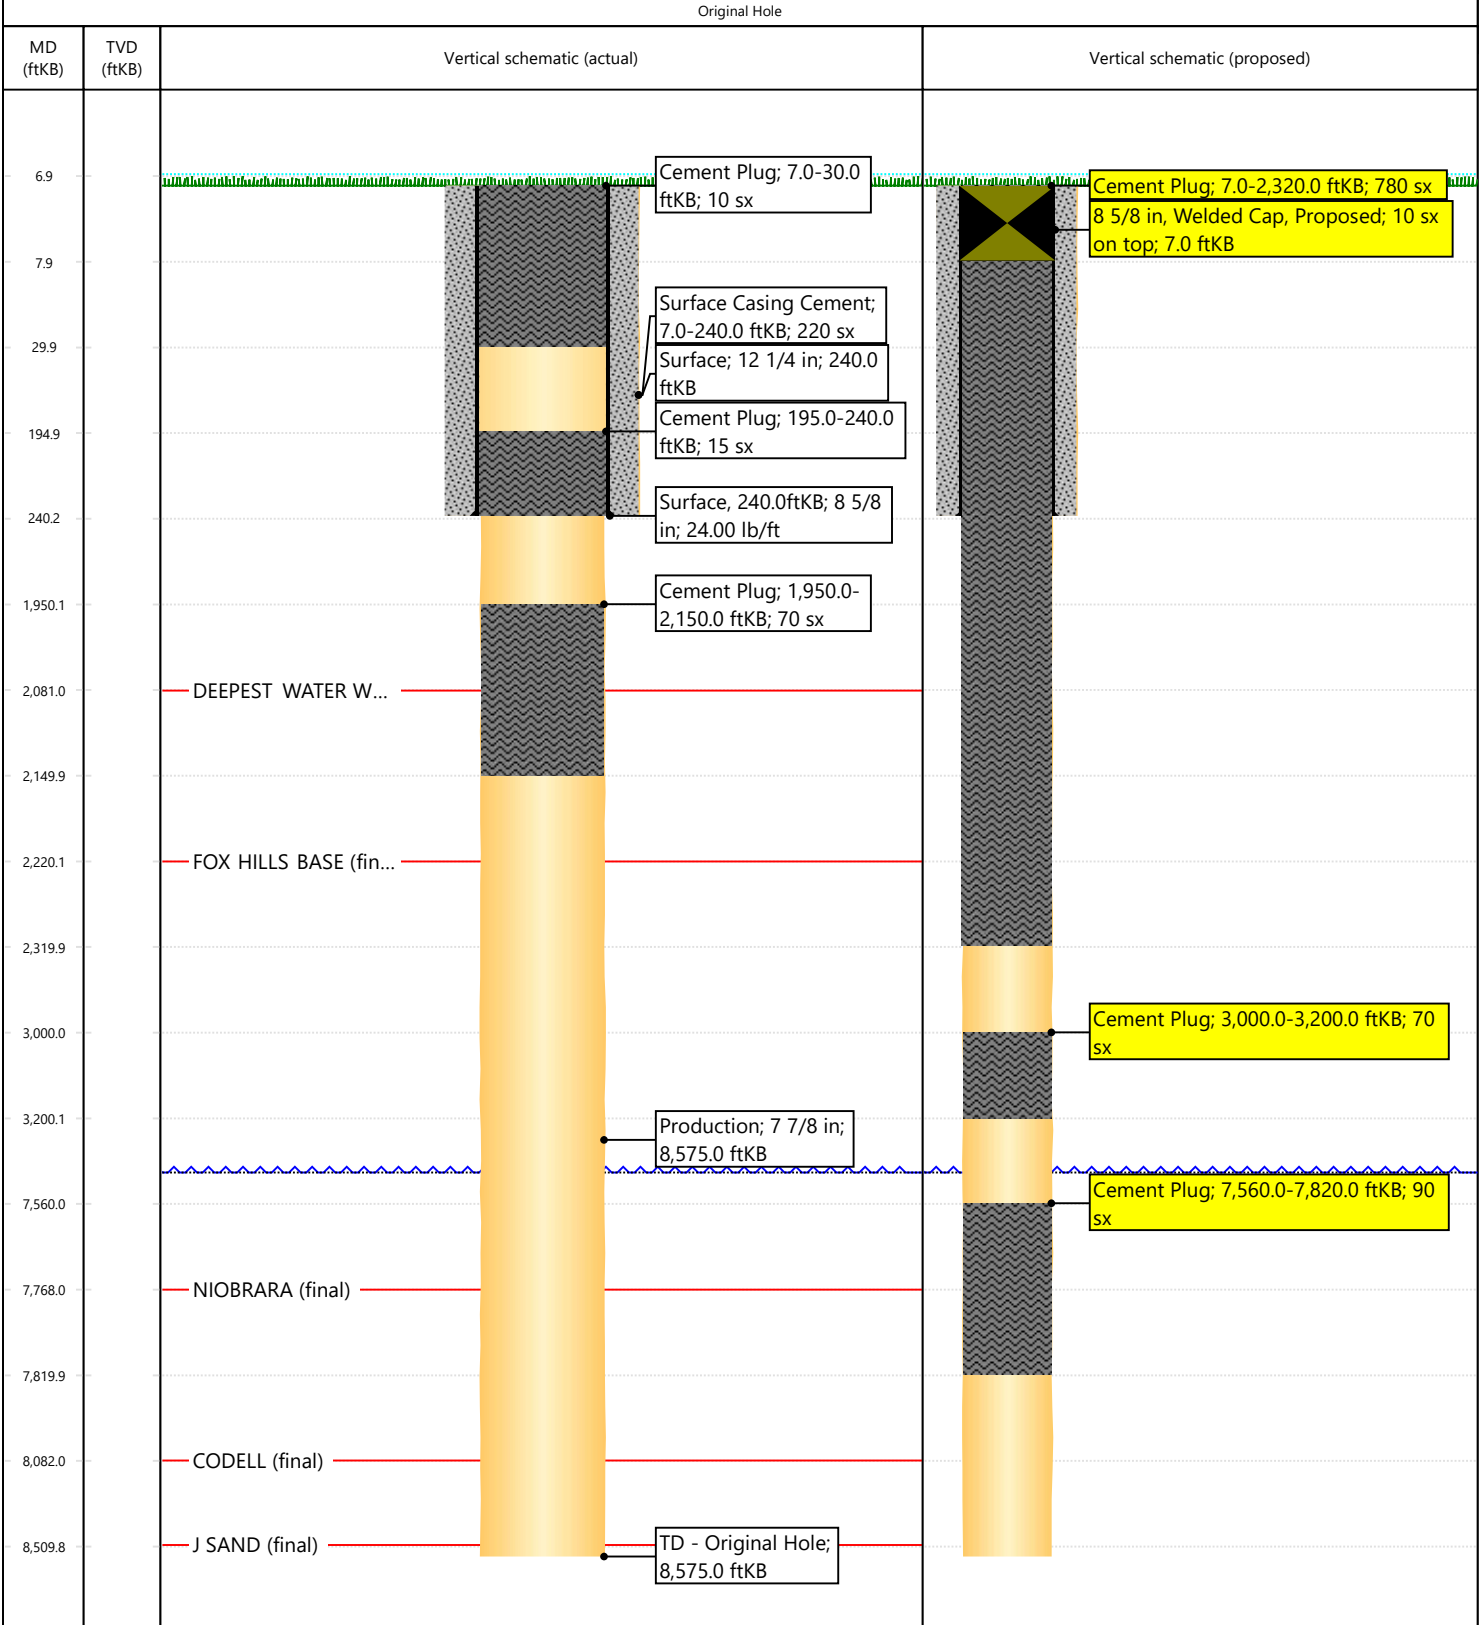 Original Hole
MD
(ftKB)
TVD
(ftKB)
Vertical schematic (actual)
Vertical schematic (proposed)
6.9
7.9
29.9
194.9
240.2
1,950.1
2,081.0
2,149.9
2,220.1
2,319.9
3,000.0
3,200.1
7,560.0
7,768.0
7,819.9
8,082.0
8,509.8
DEEPEST WATER W...
FOX HILLS BASE (fin...
NIOBRARA (final)
CODELL (final)
J SAND (final)
Cement Plug; 7.0-30.0
ftKB; 10 sx
Surface Casing Cement;
7.0-240.0 ftKB; 220 sx
Surface; 12 1/4 in; 240.0
ftKB
Cement Plug; 195.0-240.0
ftKB; 15 sx
Surface, 240.0ftKB; 8 5/8
in; 24.00 lb/ft
Cement Plug; 1,950.0-
2,150.0 ftKB; 70 sx
Production; 7 7/8 in;
8,575.0 ftKB
TD - Original Hole;
8,575.0 ftKB
Cement Plug; 7.0-2,320.0 ftKB; 780 sx
8 5/8 in, Welded Cap, Proposed; 10 sx
on top; 7.0 ftKB
Cement Plug; 3,000.0-3,200.0 ftKB; 70
sx
Cement Plug; 7,560.0-7,820.0 ftKB; 90
sx